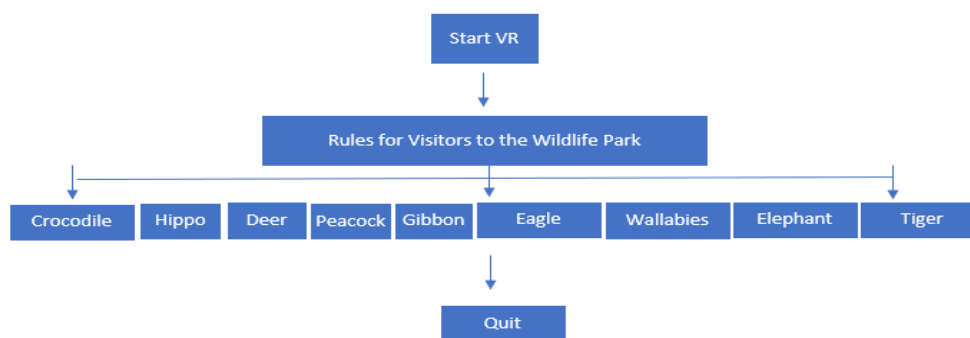 Start VR
Rules for Visitors to the Wildlife Park
Crocodile Hippo Deer Peacock Gibbon Eagle Wallabies Elephant Tiger
Quit